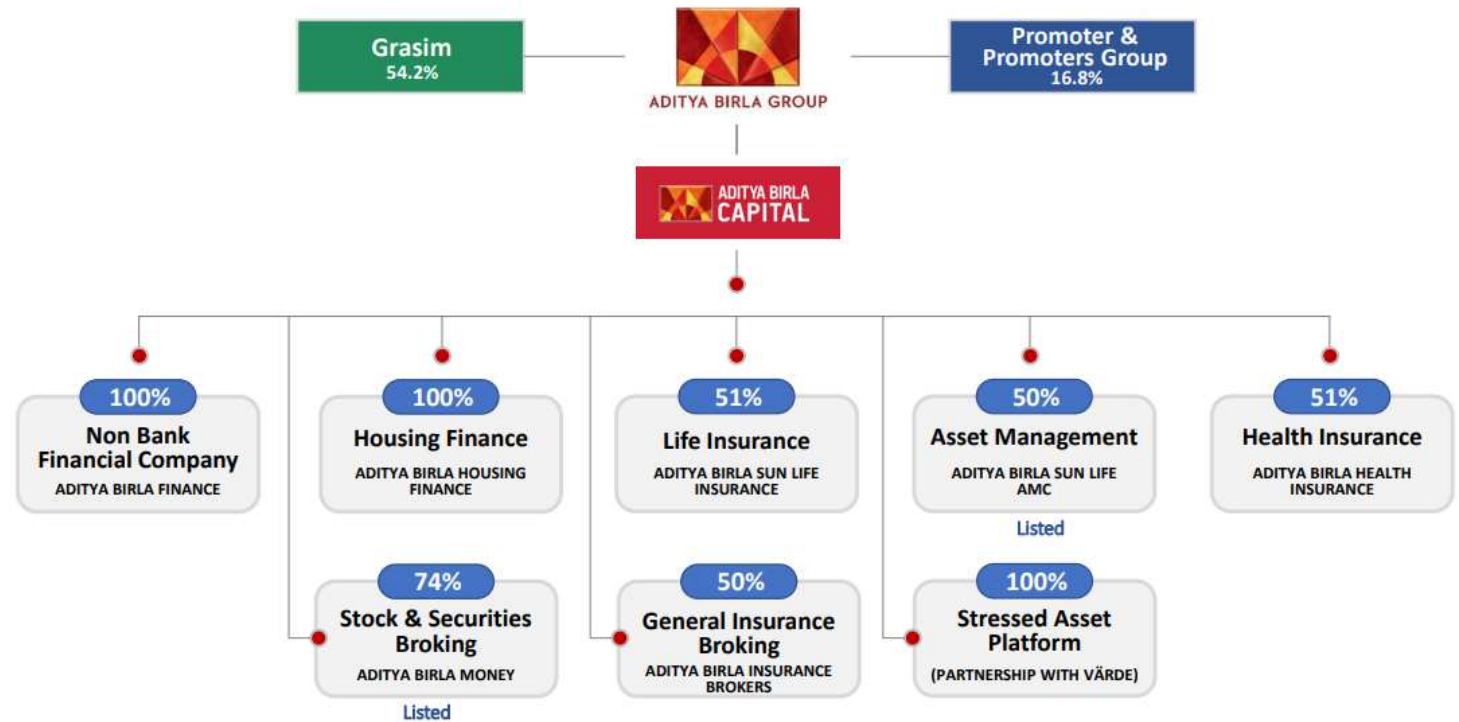 Grasim
54.2%
ADITYA BIRLA GROUP
Promoter &
Promoters Group
16.8%
ADITYA BIRLA
CAPITAL
100%
Non Bank
Financial Company
ADITYA BIRLA FINANCE
100%
Housing Finance
ADITYA BIRLA HOUSING
FINANCE
51%
Life Insurance
ADITYA BIRLA SUN LIFE
INSURANCE
50%
Asset Management
ADITYA BIRLA SUN LIFE
AMC
Listed
51%
Health Insurance
ADITYA BIRLA HEALTH
INSURANCE
74%
Stock & Securities
Broking
ADITYA BIRLA MONEY
Listed
50%
General Insurance
Broking
ADITYA BIRLA INSURANCE
BROKERS
100%
Stressed Asset
Platform
(PARTNERSHIP WITH VÄRDE)